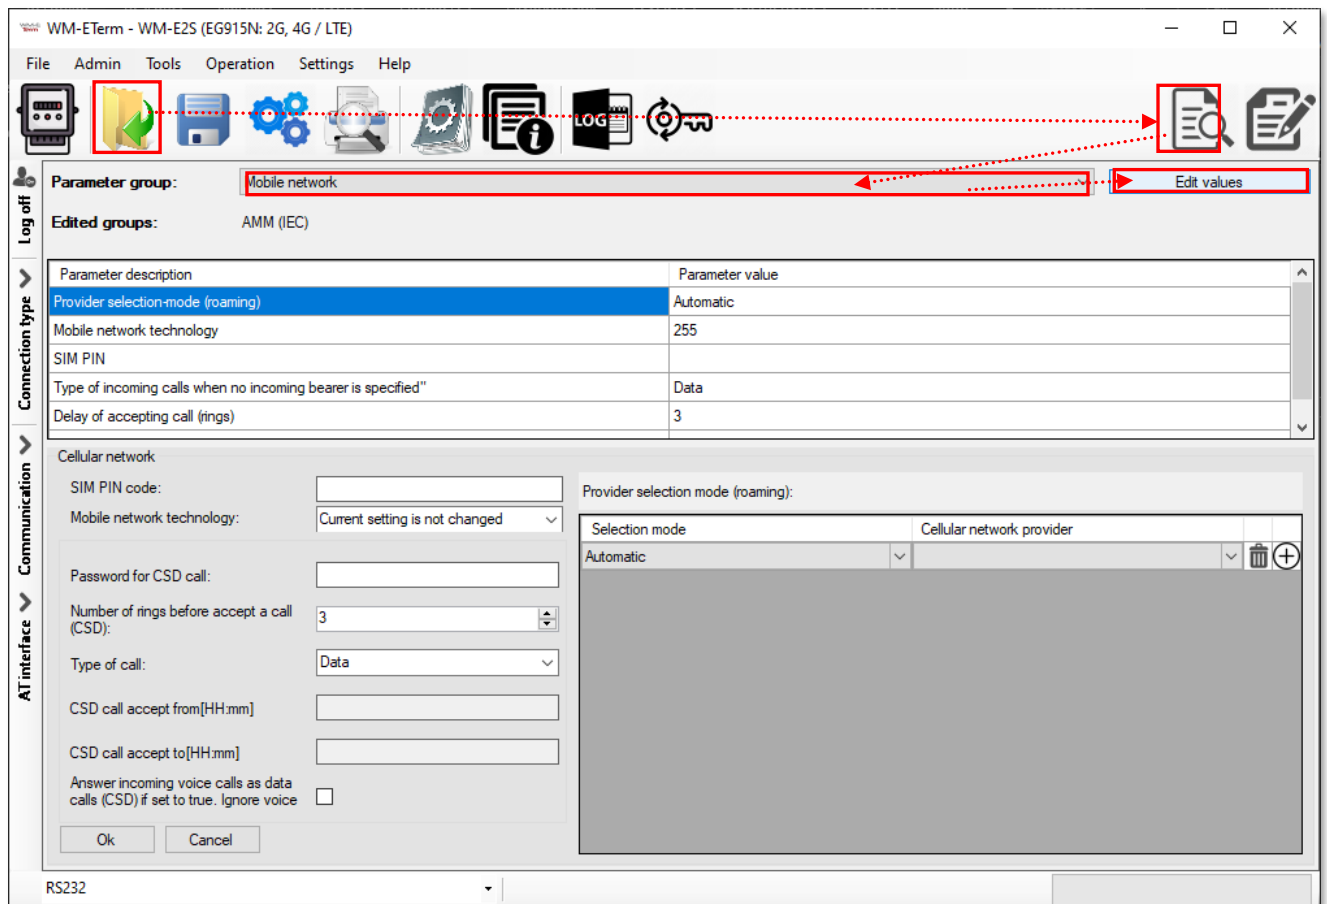 WM-ETerm - WM-E2S (EG915N: 2G, 4G / LTE)
File Admin Tools Operation Settings Help
LOG
Parameter group: Mobile network Edit values
Edited groups: AMM (IEC)
Log off
Connection type
Communication
AT interface
Parameter description Parameter value
Provider selection-mode (roaming) Automatic
Mobile network technology 255
SIM PIN
Type of incoming calls when no incoming bearer is specified" Data
Delay of accepting call (rings) 3
Cellular network
SIM PIN code:
Mobile network technology: Current setting is not changed
Password for CSD call:
Number of rings before accept a call
(CSD): 3
Type of call: Data
CSD call accept from[HH:mm]
CSD call accept to[HH:mm]
Answer incoming voice calls as data
calls (CSD) if set to true. Ignore voice
Ok Cancel
Provider selection mode (roaming):
Selection mode Cellular network provider
Automatic
RS232